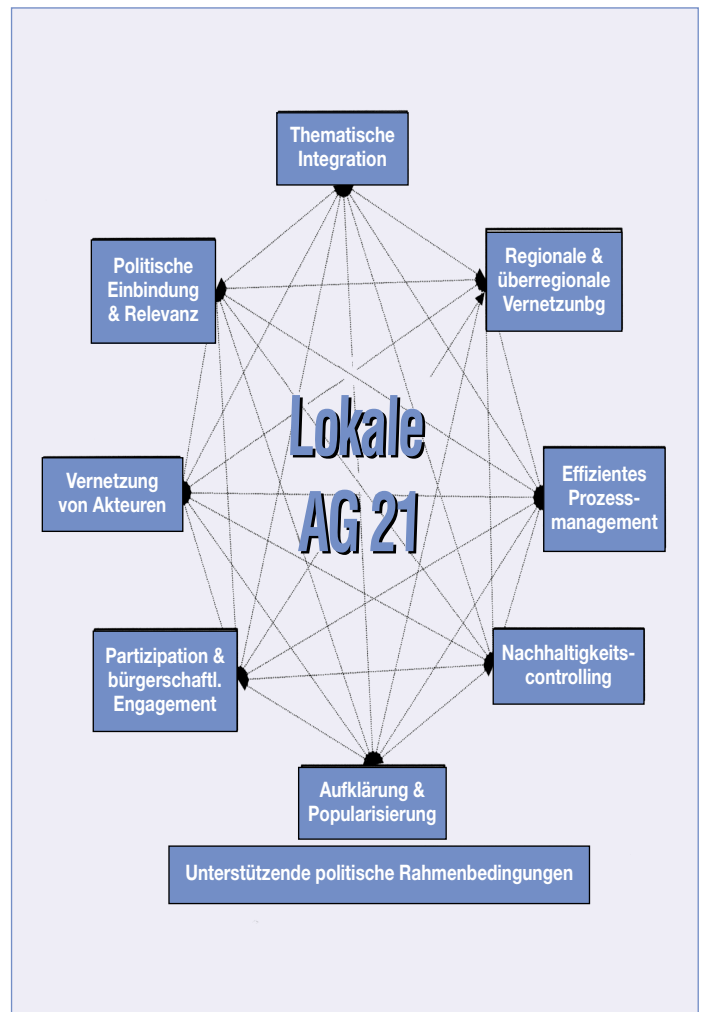 Thematische
Integration
Politische
Einbindung
& Relevanz
Regionale &
überregionale
Vernetzunbg
Lokale
AG 21
Vernetzung
von Akteuren
Effizientes
Prozess-
management
Partizipation &
bürgerschaftl.
Engagement
Nachhaltigkeits-
controlling
Aufklärung &
Popularisierung
Unterstützende politische Rahmenbedingungen